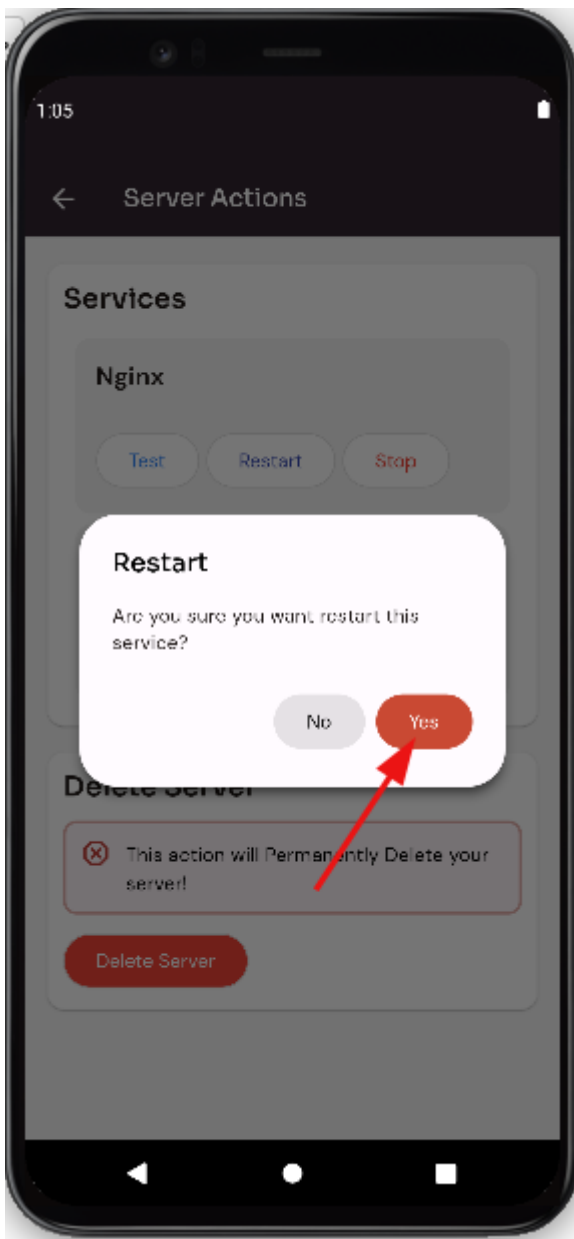 1:05
Server Actions
Services
Nginx
Test Restart Stop
Restart
Are you sure you want restart this
service?
No Yes
Delete Server
This action will Permanently Delete your
server!
Delete Server